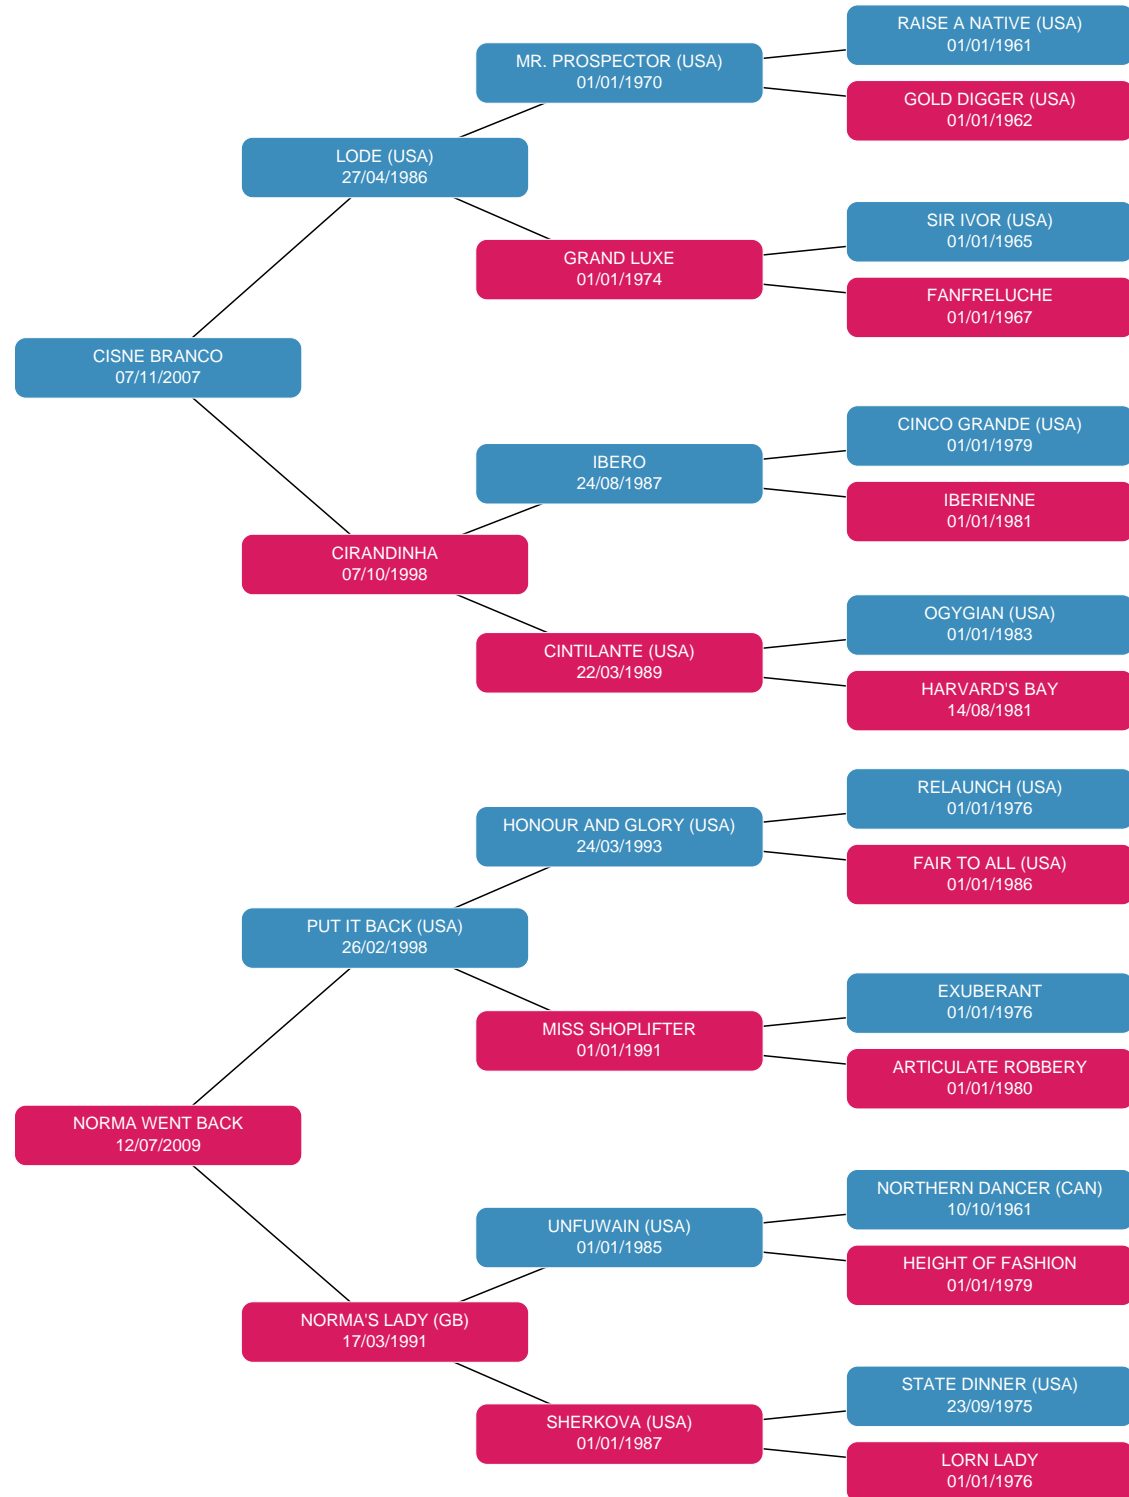 RAISE A NATIVE (USA)
01/01/1961
MR. PROSPECTOR (USA)
01/01/1970
GOLD DIGGER (USA)
01/01/1962
LODE (USA)
27/04/1986
SIR IVOR (USA)
01/01/1965
GRAND LUXE
01/01/1974
FANFRELUCHE
01/01/1967
CISNE BRANCO
07/11/2007
CINCO GRANDE (USA)
01/01/1979
IBERO
24/08/1987
IBERIENNE
01/01/1981
CIRANDINHA
07/10/1998
OGYGIAN (USA)
01/01/1983
CINTILANTE (USA)
22/03/1989
HARVARD'S BAY
14/08/1981
RELAUNCH (USA)
01/01/1976
HONOUR AND GLORY (USA)
24/03/1993
FAIR TO ALL (USA)
01/01/1986
PUT IT BACK (USA)
26/02/1998
EXUBERANT
01/01/1976
MISS SHOPLIFTER
01/01/1991
ARTICULATE ROBBERY
01/01/1980
NORMA WENT BACK
12/07/2009
NORTHERN DANCER (CAN)
10/10/1961
UNFUWAIN (USA)
01/01/1985
HEIGHT OF FASHION
01/01/1979
NORMA'S LADY (GB)
17/03/1991
STATE DINNER (USA)
23/09/1975
SHERKOVA (USA)
01/01/1987
LORN LADY
01/01/1976